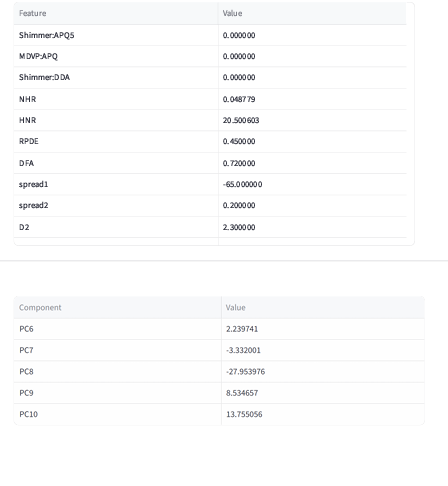 Feature Value
Shimmer:APQ5 0.000000
MDVP:APQ 0.000000
Shimmer:DDA 0.000000
NHR 0.048779
HNR 20.500603
RPDE 0.450000
DFA 0.720000
spread1 -65.000000
spread2 0.200000
D2 2.300000
Component Value
PC6 2.239741
PC7 -3.332001
PC8 -27.953976
PC9 8.534657
PC10 13.755056